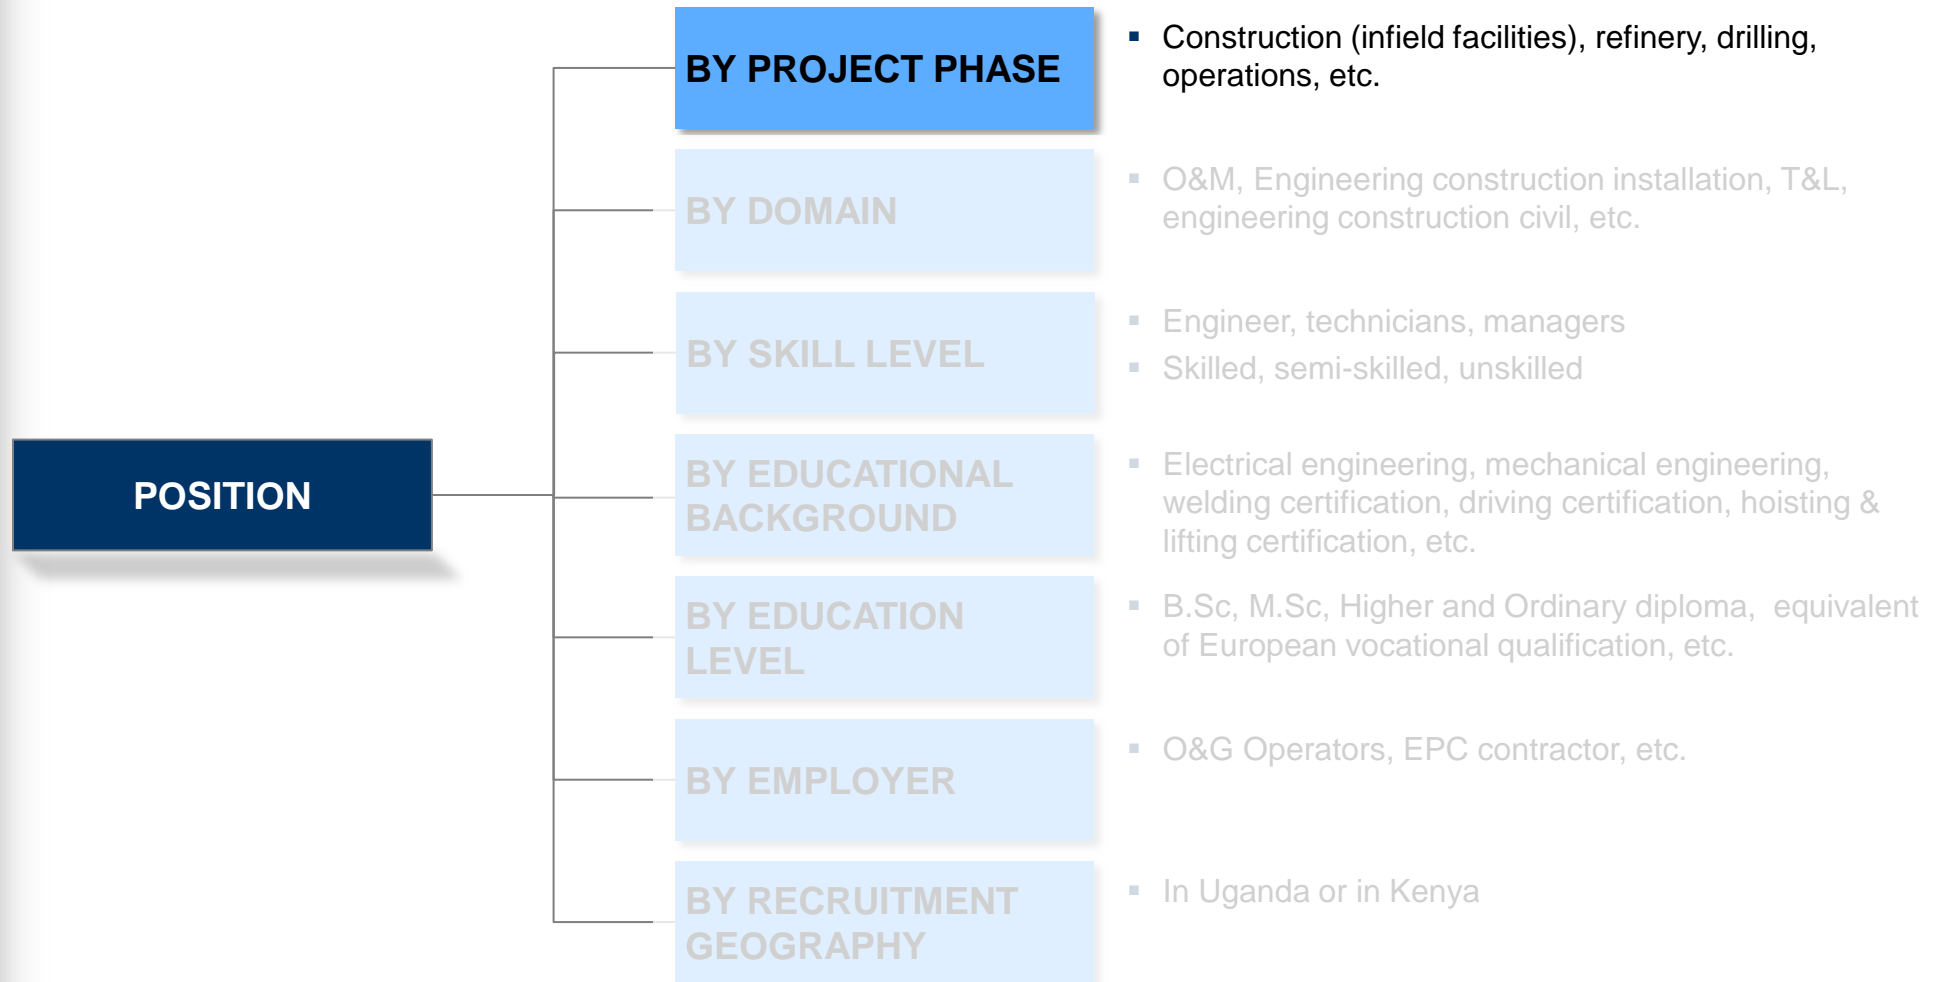 BY PROJECT PHASE
▪ Construction (infield facilities), refinery, drilling,
operations, etc.
BY DOMAIN
▪ O&M, Engineering construction installation, T&L,
engineering construction civil, etc.
BY SKILL LEVEL
▪ Engineer, technicians, managers
▪ Skilled, semi-skilled, unskilled
POSITION
BY EDUCATIONAL
BACKGROUND
▪ Electrical engineering, mechanical engineering,
welding certification, driving certification, hoisting &
lifting certification, etc.
BY EDUCATION
LEVEL
▪ B.Sc, M.Sc, Higher and Ordinary diploma,  equivalent
of European vocational qualification, etc.
BY EMPLOYER
▪ O&G Operators, EPC contractor, etc.
BY RECRUITMENT
GEOGRAPHY
▪ In Uganda or in Kenya